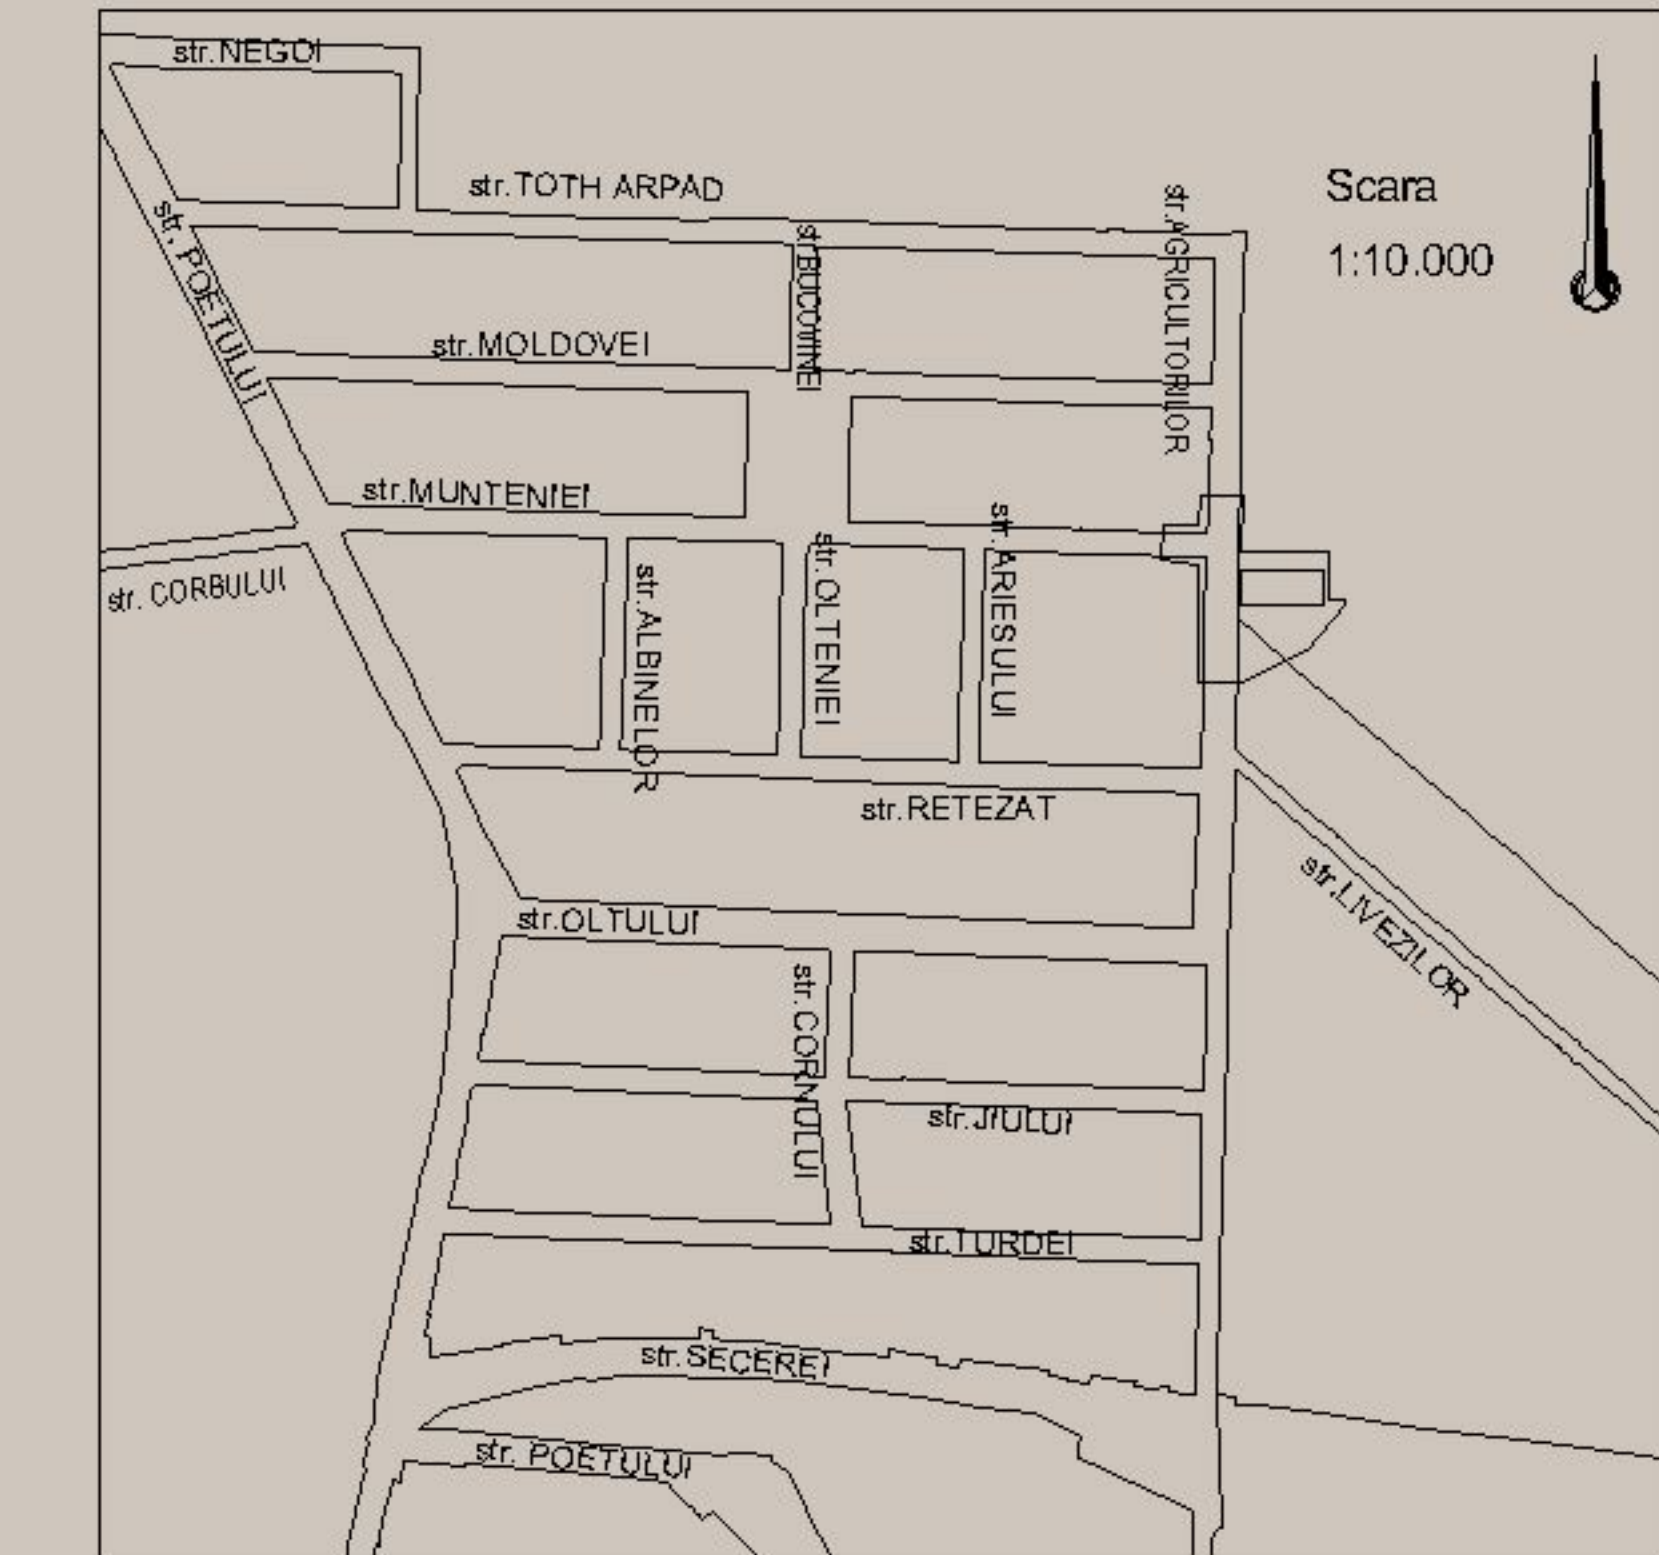 str.NEGOI
str.TOTH ARPAD
Scara
1:10.000
str.AGRICULTORILOR
str. POETULUI
str.BUCOVINEI
str.MOLDOVEI
str.MUNTENIEI
str.ARIESULUI
str.OLTENIEI
str.ALBINELOR
str. CORBULUI
str.RETEZAT
str.LIVEZILOR
str.OLTULUI
str.CORNULUI
str.JIULUI
str.TURDEI
str.SECEREI
str. POETULUI